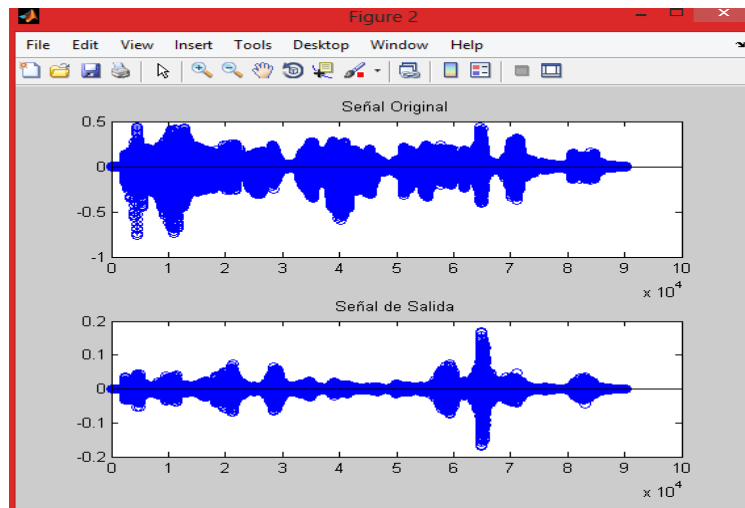 Figure 2
File Edit View Insert Tools Desktop Window Help
Señal Original
0.5
0
-0.5
-1
0 1 2 3 4 5 6 7 8 9 10
x 10^4
Señal de Salida
0.2
0.1
0
-0.1
-0.2
0 1 2 3 4 5 6 7 8 9 10
x 10^4